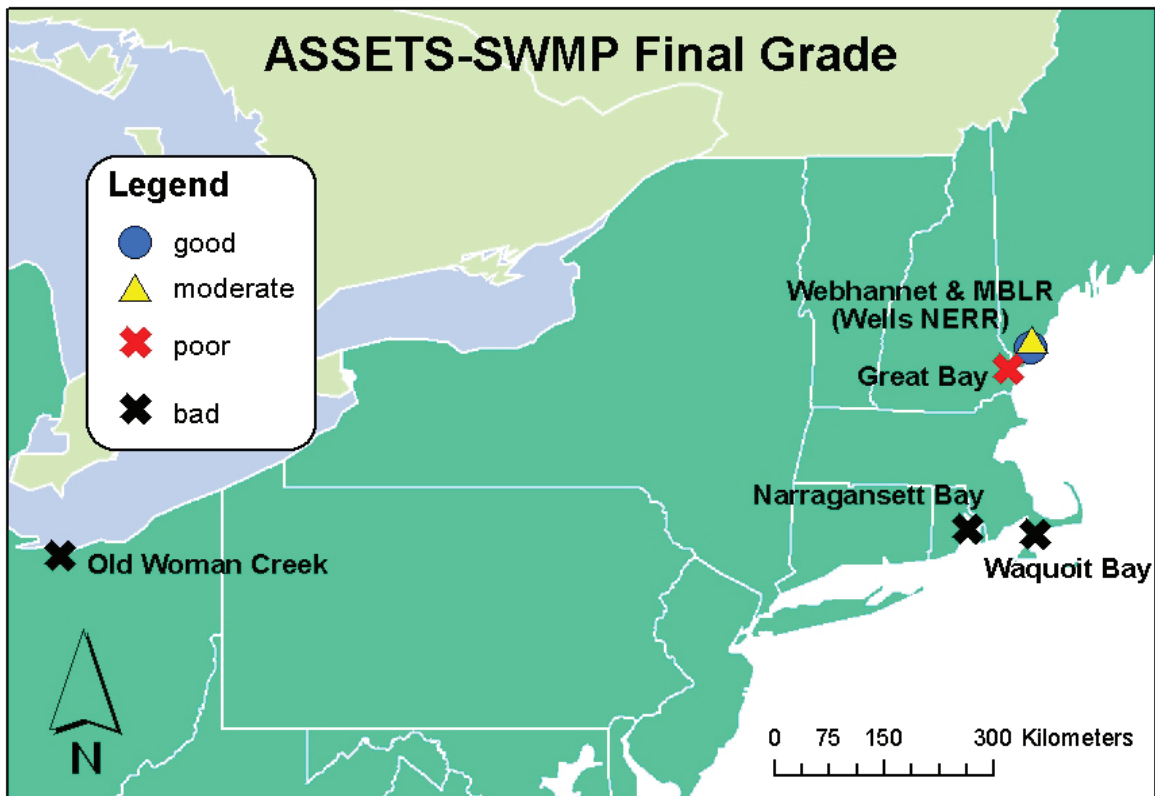 ASSETS-SWMP Final Grade
Legend
good
moderate
poor
bad
Webhannet & MBLR
(Wells NERR)
Great Bay
Narragansett Bay
Waquoit Bay
Old Woman Creek
N
0 75 150 300 Kilometers